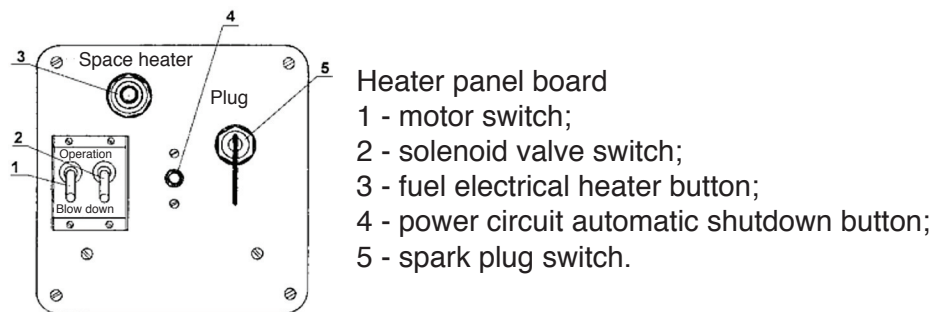 4
3
Space heater
5
Plug
2
Operation
1
Blow down
Heater panel board
1 - motor switch;
2 - solenoid valve switch;
3 - fuel electrical heater button;
4 - power circuit automatic shutdown button;
5 - spark plug switch.